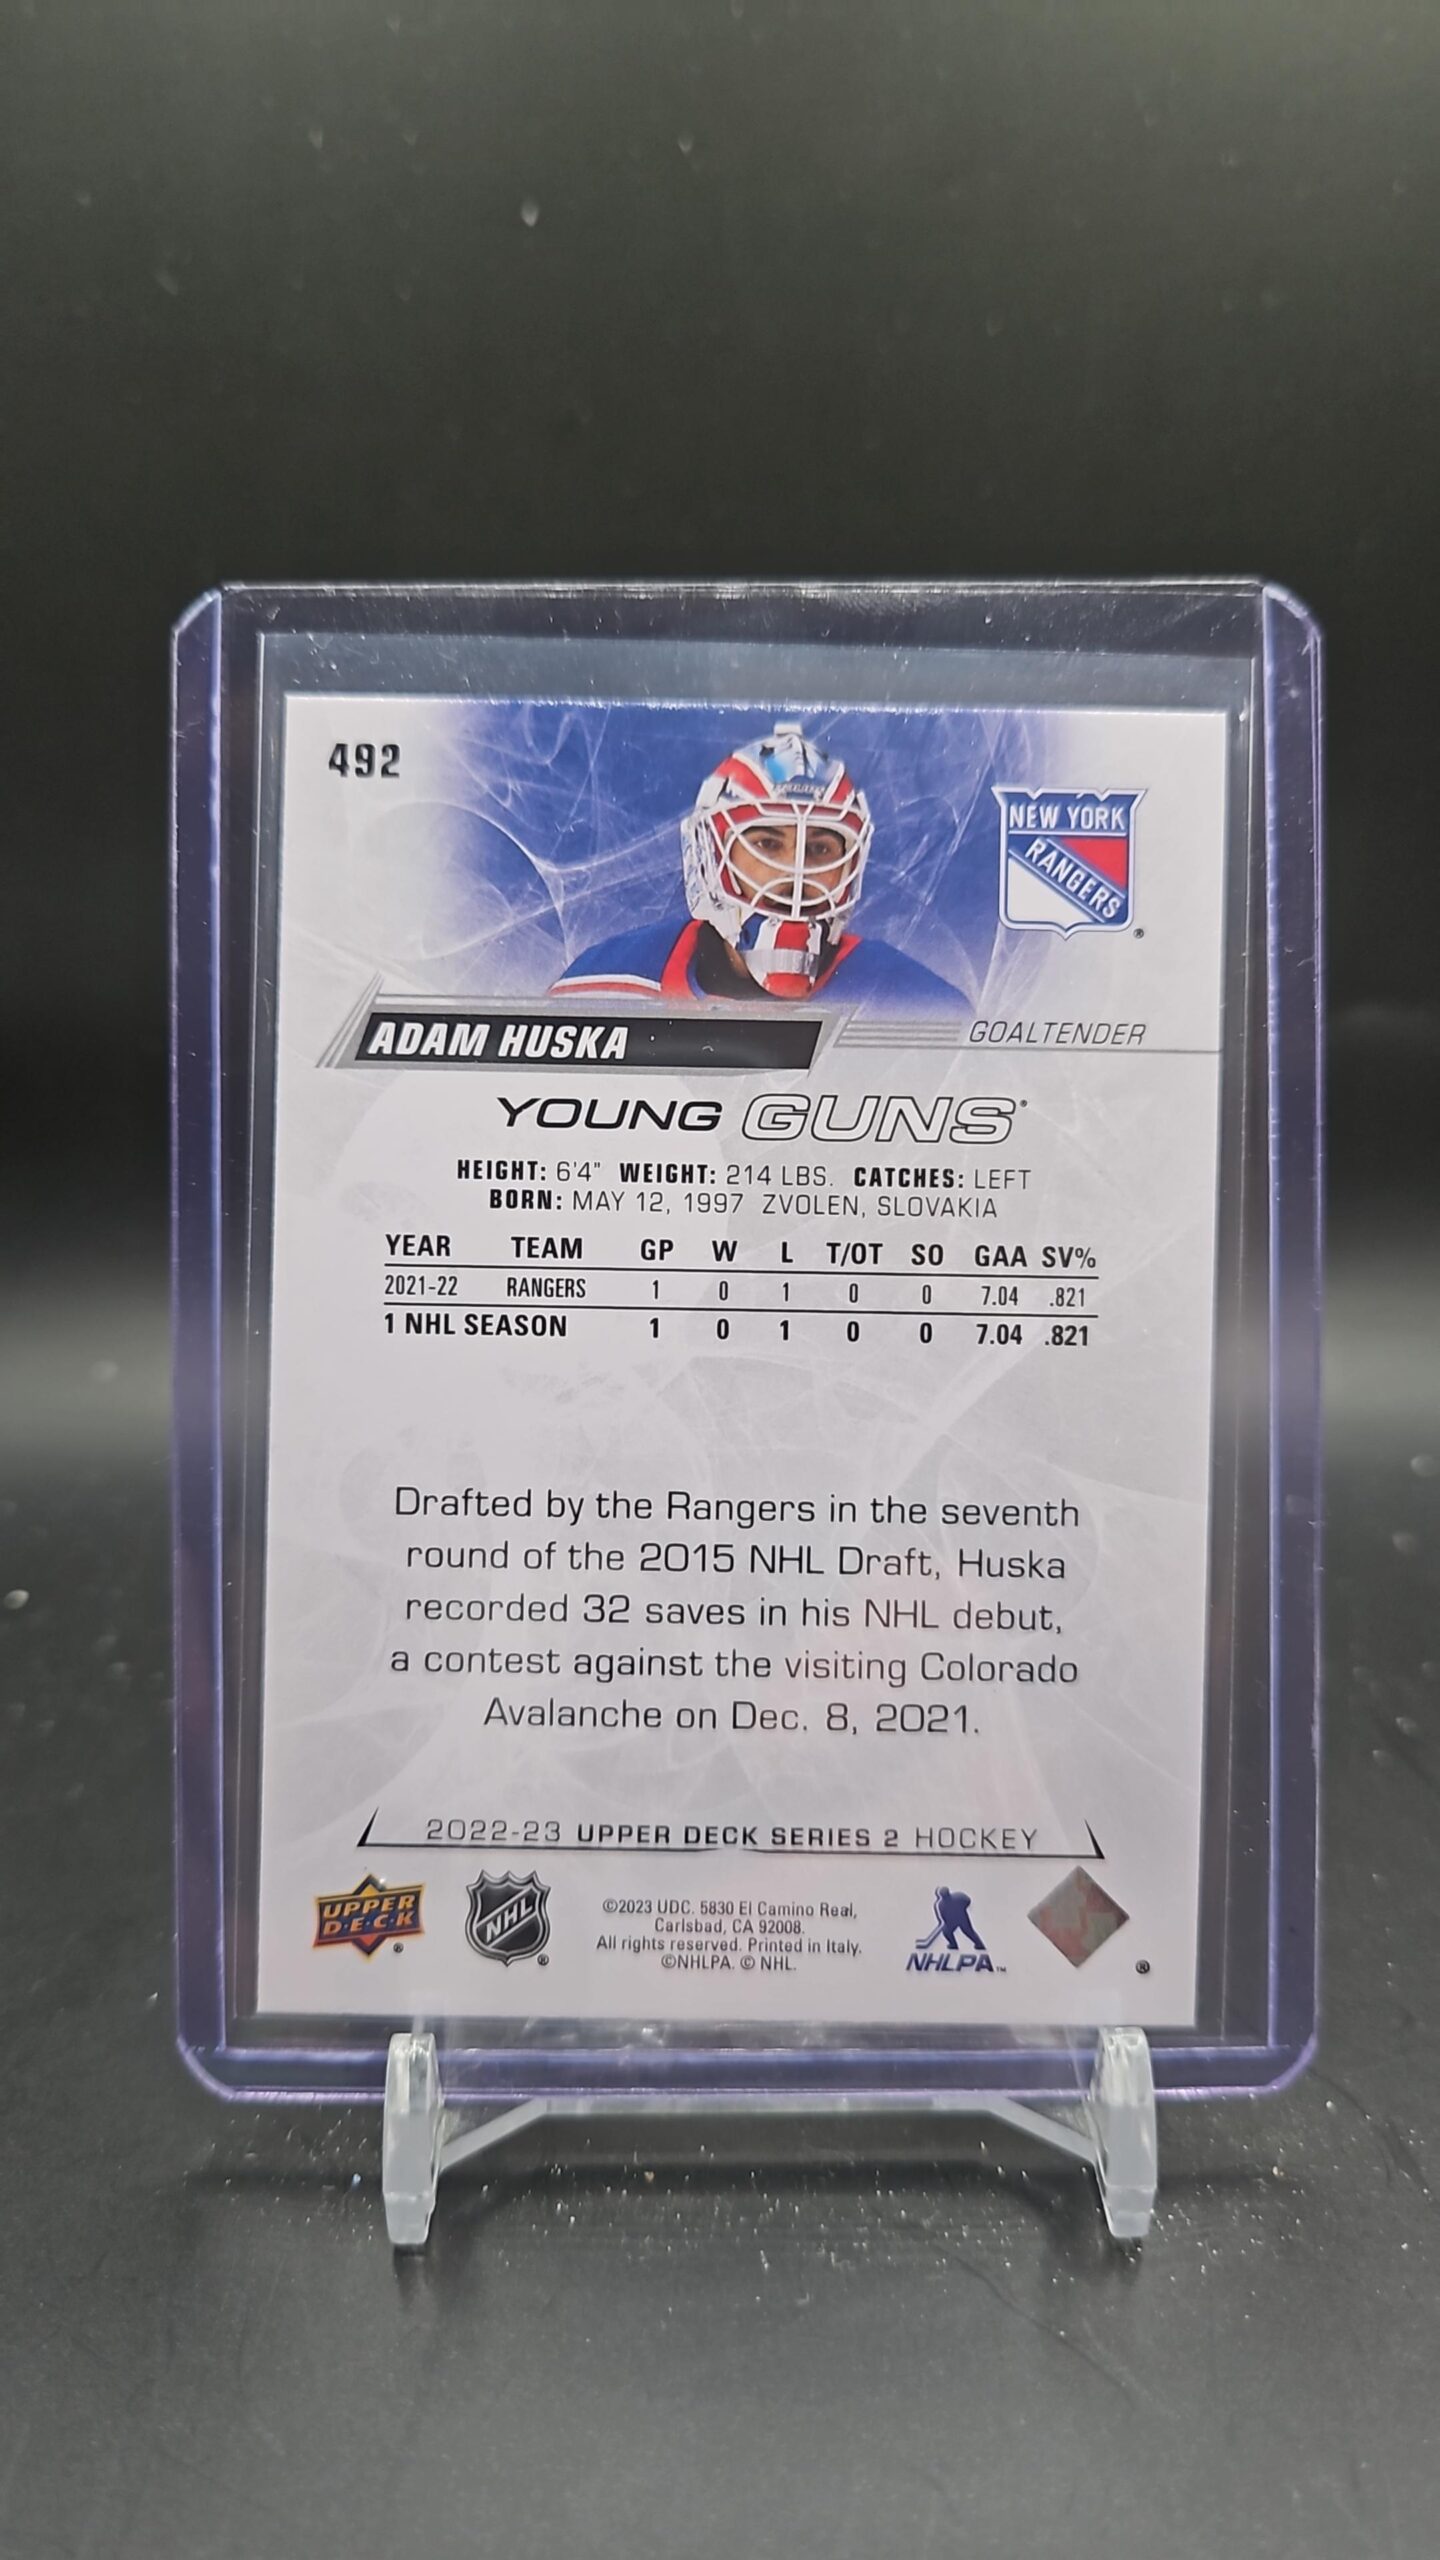 492
NEW YORK
RANGERS
®
ADAM HUSKA
GOALTENDER
YOUNG GUNS®
HEIGHT: 6'4" WEIGHT: 214 LBS. CATCHES: LEFT
BORN: MAY 12, 1997 ZVOLEN, SLOVAKIA
YEAR TEAM GP W L T/OT SO GAA SV%
2021-22 RANGERS 1 0 1 0 0 7.04 .821
1 NHL SEASON 1 0 1 0 0 7.04 .821
Drafted by the Rangers in the seventh
round of the 2015 NHL Draft, Huska
recorded 32 saves in his NHL debut,
a contest against the visiting Colorado
Avalanche on Dec. 8, 2021.
2022-23 UPPER DECK SERIES 2 HOCKEY
UPPER
D·E·C·K
®
NHL
®
©2023 UDC. 5830 El Camino Real,
Carlsbad, CA 92008.
All rights reserved. Printed in Italy.
©NHLPA. © NHL.
NHLPA™
®